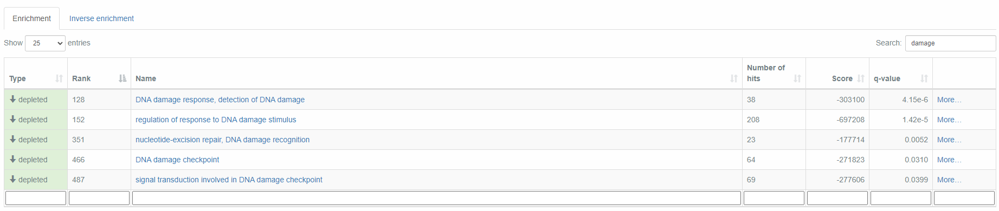 Enrichment Inverse enrichment
Show 25 entries Search: damage
Type Rank Name Number of hits Score q-value
depleted 128 DNA damage response, detection of DNA damage 38 -303100 4.15e-6 More...
depleted 152 regulation of response to DNA damage stimulus 208 -697208 1.42e-5 More...
depleted 351 nucleotide-excision repair, DNA damage recognition 23 -177714 0.0052 More...
depleted 466 DNA damage checkpoint 64 -271823 0.0310 More...
depleted 487 signal transduction involved in DNA damage checkpoint 69 -277606 0.0399 More...